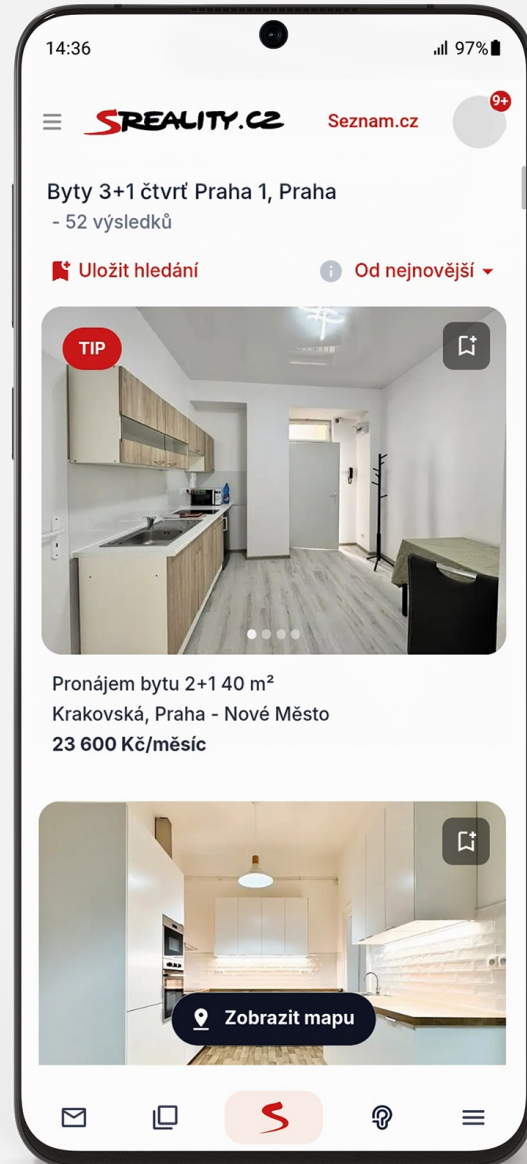 14:36
97%
SREALITY.CZ
Seznam.cz
9+
Byty 3+1 čtvrť Praha 1, Praha
- 52 výsledků
Uložit hledání
Od nejnovější
TIP
Pronájem bytu 2+1 40 m²
Krakovská, Praha - Nové Město
23 600 Kč/měsíc
Zobrazit mapu